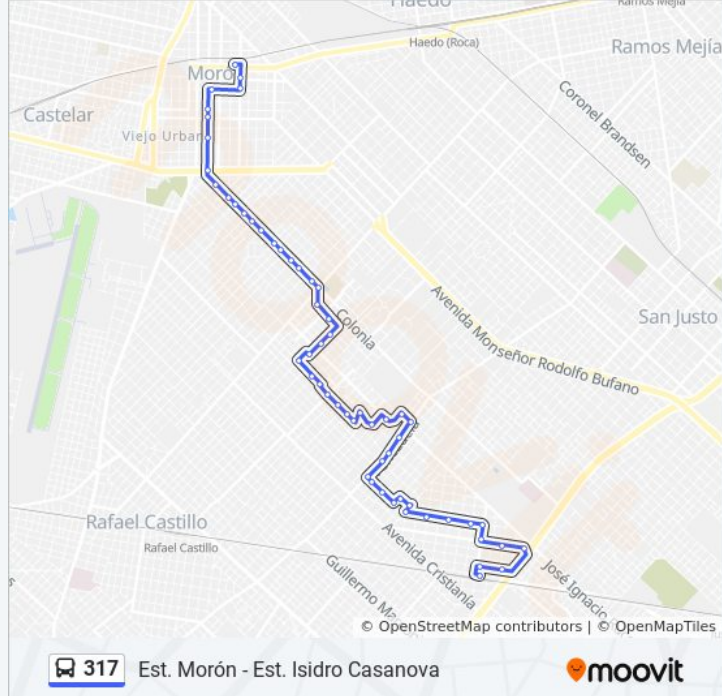 Haedo
Ramos Mejía
Haedo (Roca)
Ramos Mejía
Morón
Castelar
Coronel Brandsen
Viejo Urbano
San Justo
Colonia
Avenida Monseñor Rodolfo Bufano
Rafael Castillo
Rafael Castillo
Avenida Cristianía
Guillermo
José Ignacio
© OpenStreetMap contributors | © OpenMapTiles
317 Est. Morón - Est. Isidro Casanova
moovit